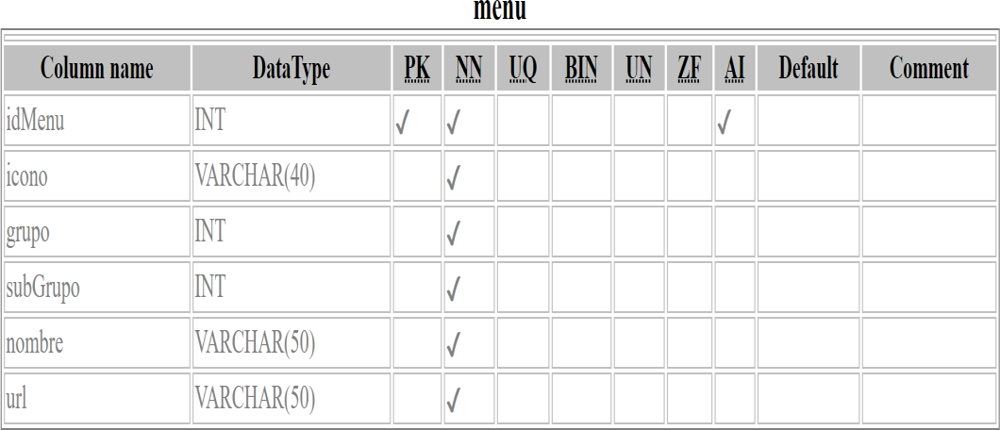 menu
Column name DataType PK NN UQ BIN UN ZF AI Default Comment
idMenu INT √ √ √
icono VARCHAR(40) √
grupo INT √
subGrupo INT √
nombre VARCHAR(50) √
url VARCHAR(50) √